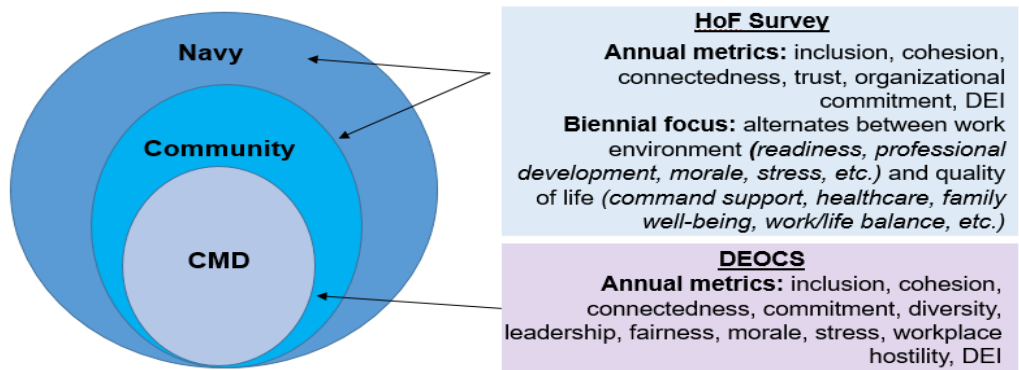 Navy
Community
CMD
HoF Survey
Annual metrics: inclusion, cohesion,
connectedness, trust, organizational
commitment, DEI
Biennial focus: alternates between work
environment (readiness, professional
development, morale, stress, etc.) and quality
of life (command support, healthcare, family
well-being, work/life balance, etc.)
DEOCS
Annual metrics: inclusion, cohesion,
connectedness, commitment, diversity,
leadership, fairness, morale, stress, workplace
hostility, DEI